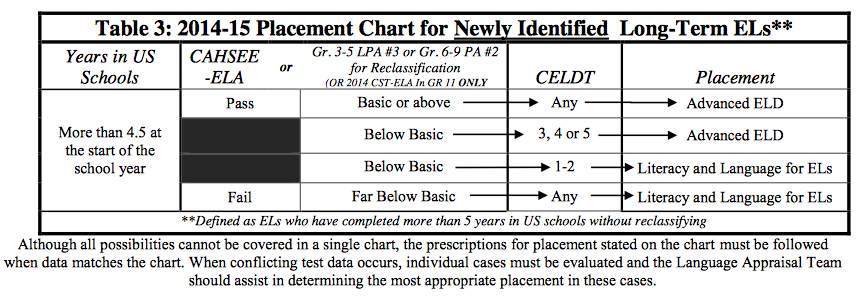 Table 3: 2014-15 Placement Chart for Newly Identified Long-Term ELs**
Years in US Schools CAHSEE -ELA or Gr. 3-5 LPA #3 or Gr. 6-9 PA #2 for Reclassification (OR 2014 CST-ELA In GR 11 ONLY CELDT Placement
More than 4.5 at the start of the school year
Pass Basic or above Any Advanced ELD
Below Basic 3, 4 or 5 Advanced ELD
Below Basic 1-2 Literacy and Language for ELs
Fail Far Below Basic Any Literacy and Language for ELs
**Defined as ELs who have completed more than 5 years in US schools without reclassifying
Although all possibilities cannot be covered in a single chart, the prescriptions for placement stated on the chart must be followed
when data matches the chart. When conflicting test data occurs, individual cases must be evaluated and the Language Appraisal Team
should assist in determining the most appropriate placement in these cases.